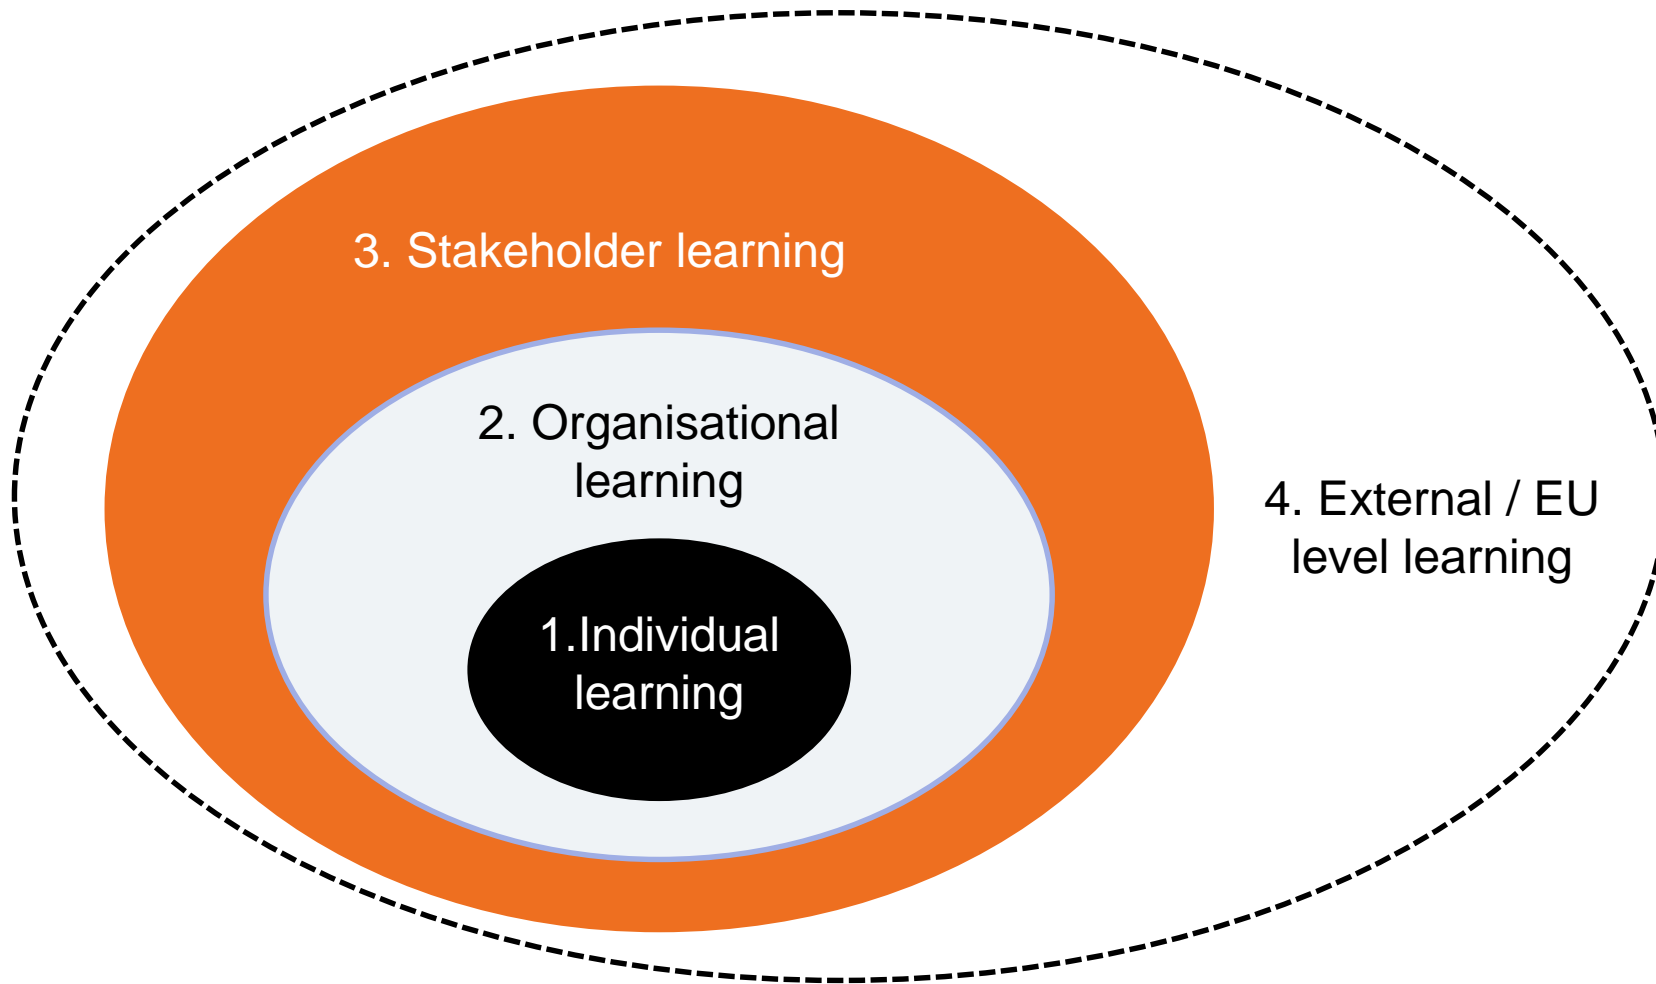 3. Stakeholder learning
2. Organisational
learning
4. External / EU
level learning
1.Individual
learning